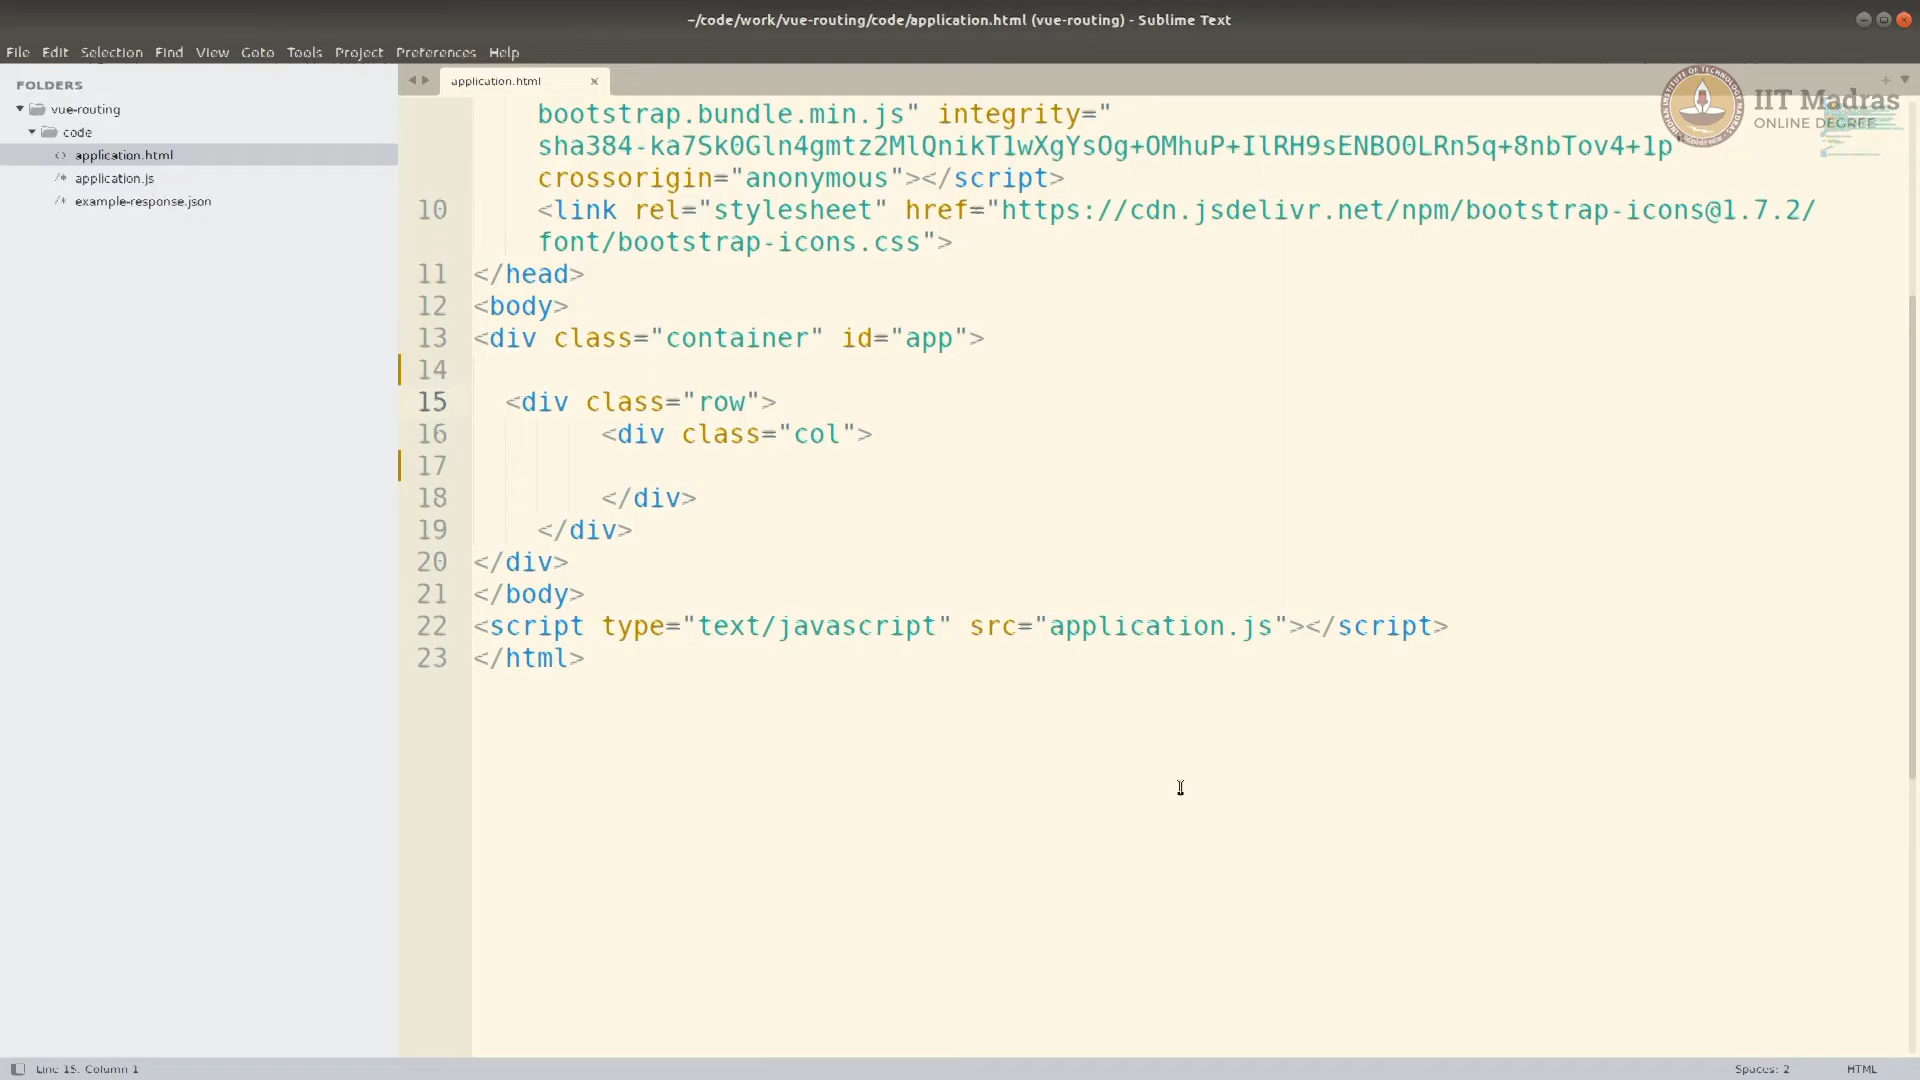 ~/code/work/vue-routing/code/application.html (vue-routing) - Sublime Text
File Edit Selection Find View Goto Tools Project Preferences Help
FOLDERS
vue-routing
code
application.html
application.js
example-response.json
application.html
IIT Madras
ONLINE DEGREE
bootstrap.bundle.min.js" integrity="
sha384-ka7Sk0Gln4gmtz2MlQnikT1wXgYsOg+OMhuP+IlRH9sENBO0LRn5q+8nbTov4+1p"
crossorigin="anonymous"></script>
10 <link rel="stylesheet" href="https://cdn.jsdelivr.net/npm/bootstrap-icons@1.7.2/
font/bootstrap-icons.css">
11 </head>
12 <body>
13 <div class="container" id="app">
14
15 <div class="row">
16 <div class="col">
17
18 </div>
19 </div>
20 </div>
21 </body>
22 <script type="text/javascript" src="application.js"></script>
23 </html>
Line 15, Column 1
Spaces: 2
HTML